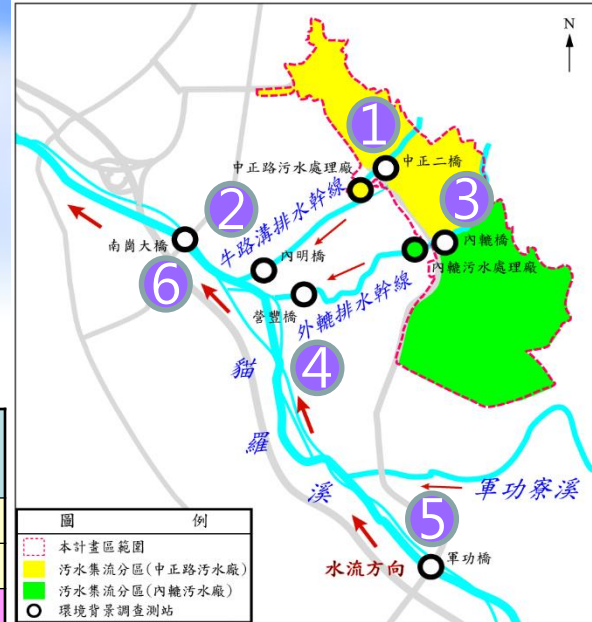 N
1
中正路污水處理廠
中正二橋
3
2
牛路溝排水幹線
內轆橋
南崗大橋
內明橋
內轆污水處理廠
6
營豐橋
外轆排水幹線
4
貓
羅
溪
軍功寮溪
5
水流方向
軍功橋
圖 例
本計畫區範圍
污水集流分區(中正路污水廠)
污水集流分區(內轆污水廠)
環境背景調查測站